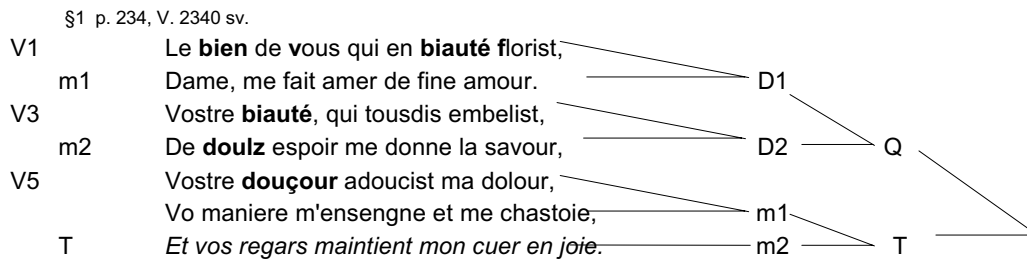 §1 p. 234, V. 2340 sv.
V1 Le bien de vous qui en biauté florist,
m1 Dame, me fait amer de fine amour. D1
V3 Vostre biauté, qui tousdis embelist,
m2 De doulz espoir me donne la savour, D2 Q
V5 Vostre douçour adoucist ma dolour,
Vo maniere m'ensengne et me chastoie, m1
T Et vos regars maintient mon cuer en joie. m2 T